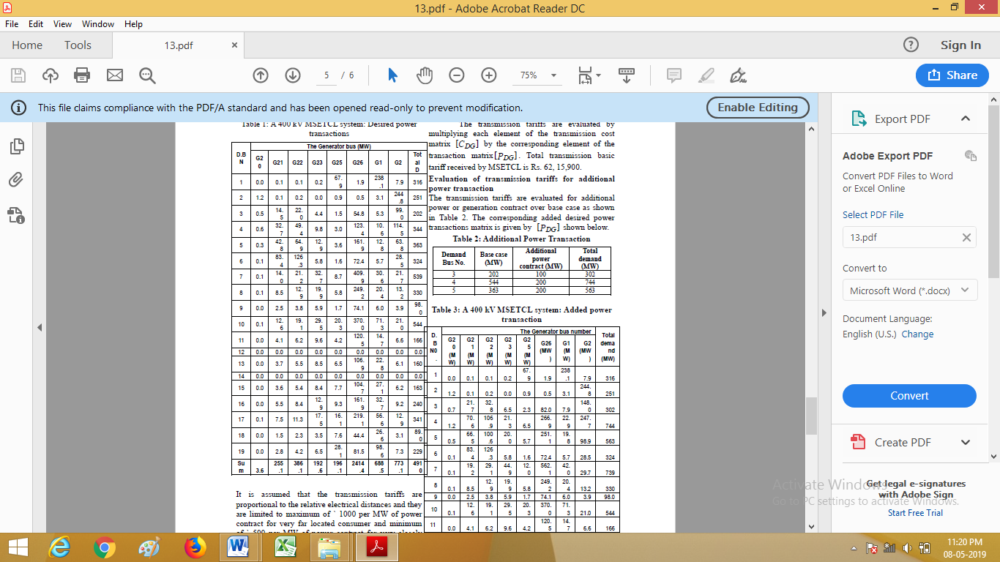 13.pdf - Adobe Acrobat Reader DC
File Edit View Window Help
Home Tools 13.pdf × ? Sign In
5 / 6 75% Share
This file claims compliance with the PDF/A standard and has been opened read-only to prevent modification. Enable Editing
Table 1: A 400 kV MSETCL system: Desired power
transactions
D.B N The Generator bus (MW)
G2 0 G21 G22 G23 G25 G26 G1 G2 Tot al D
1 0.0 0.1 0.1 0.2 67. 9 1.9 238 .1 7.9 316
2 1.2 0.1 0.2 0.0 0.9 0.5 3.1 244 .8 251
3 0.5 14. 5 22. 0 4.4 1.5 54.8 5.3 99. 0 202
4 0.6 32. 7 49. 4 9.8 3.0 123. 4 10. 6 114. 5 344
5 0.3 42. 8 64. 9 12. 9 3.6 161. 9 12. 8 63. 8 363
6 0.1 83. 4 126 .3 5.8 1.6 72.4 5.7 28. 5 324
7 0.1 14. 0 21. 2 32. 7 8.7 409. 9 30. 6 21. 7 539
8 0.1 8.5 12. 9 19. 9 5.8 249. 2 20. 4 13. 2 330
9 0.0 2.5 3.8 5.9 1.7 74.1 6.0 3.9 98. 0
10 0.1 12. 6 19. 1 29. 5 20. 3 370. 0 71. 3 21. 0 544
11 0.0 4.1 6.2 9.6 4.2 120. 5 14. 7 6.6 166
12 0.0 0.0 0.0 0.0 0.0 0.0 0.0 0.0 0.0
13 0.0 3.7 5.5 8.5 6.5 106. 9 22. 8 6.1 160
14 0.0 0.0 0.0 0.0 0.0 0.0 0.0 0.0 0.0
15 0.0 3.6 5.4 8.4 7.7 104. 7 27. 1 6.2 163
16 0.0 5.5 8.4 12. 9 9.3 161. 9 32. 7 9.2 240
17 0.1 7.5 11.3 17. 5 16. 1 219. 1 56. 6 12. 9 341
18 0.0 1.5 2.3 3.5 7.6 44.4 26. 6 3.1 89. 0
19 0.0 2.8 4.2 6.5 28. 1 81.5 98. 6 7.3 229
Su m 3.6 255 .1 386 .1 192 .6 196 .1 2414 .4 688 .5 773 .1 491 0
It is assumed that the transmission tariffs are
proportional to the relative electrical distances and they
are limited to maximum of ` 1000 per MW of power
contract for very far located consumer and minimum
of ` 500 per MW of power contract for very closely
The transmission tariffs are evaluated by
multiplying each element of the transmission cost
matrix [C_DG] by the corresponding element of the
transaction matrix[P_DG]. Total transmission basic
tariff received by MSETCL is Rs. 62, 15,900.
Evaluation of transmission tariffs for additional
power transaction
The transmission tariffs are evaluated for additional
power or generation contract over base case as shown
in Table 2. The corresponding added desired power
transactions matrix is given by [P_DG] shown below.
Table 2: Additional Power Transaction
Demand Bus No. Base case (MW) Additional power contract (MW) Total demand (MW)
3 202 100 302
4 544 200 744
5 363 200 563
Table 3: A 400 kV MSETCL system: Added power
transaction
D. B N0 . The Generator bus number Total dema nd (MW)
G2 0 (M W) G2 1 (M W) G2 2 (M W) G2 3 (M W) G2 5 (M W) G26 (MW ) G1 (M W) G2 (MW )
1 0.0 0.1 0.1 0.2 67. 9 1.9 238 .1 7.9 316
2 1.2 0.1 0.2 0.0 0.9 0.5 3.1 244. 8 251
3 0.7 21. 7 32. 8 6.5 2.3 82.0 7.9 148. 0 302
4 1.2 70. 6 106 .9 21. 3 6.5 266. 9 22. 9 247. 7 744
5 0.5 66. 5 100 .6 20. 0 5.7 251. 1 19. 8 98.9 563
6 0.1 83. 4 126 .3 5.8 1.6 72.4 5.7 28.5 324
7 0.1 19. 2 29. 1 44. 9 12. 0 562. 1 42. 0 29.7 739
8 0.1 8.5 12. 9 19. 9 5.8 249. 2 20. 4 13.2 330
9 0.0 2.5 3.8 5.9 1.7 74.1 6.0 3.9 98.0
10 0.1 12. 6 19. 1 29. 5 20. 3 370. 0 71. 3 21.0 544
11 0.0 4.1 6.2 9.6 4.2 120. 5 14. 7 6.6 166
Export PDF
Adobe Export PDF
Convert PDF Files to Word
or Excel Online
Select PDF File
13.pdf
Convert to
Microsoft Word (*.docx)
Document Language:
English (U.S.) Change
Convert
Create PDF
Get legal e-signatures
with Adobe Sign
Start Free Trial
Activate Windows
Go to PC settings to activate Windows.
11:20 PM
08-05-2019